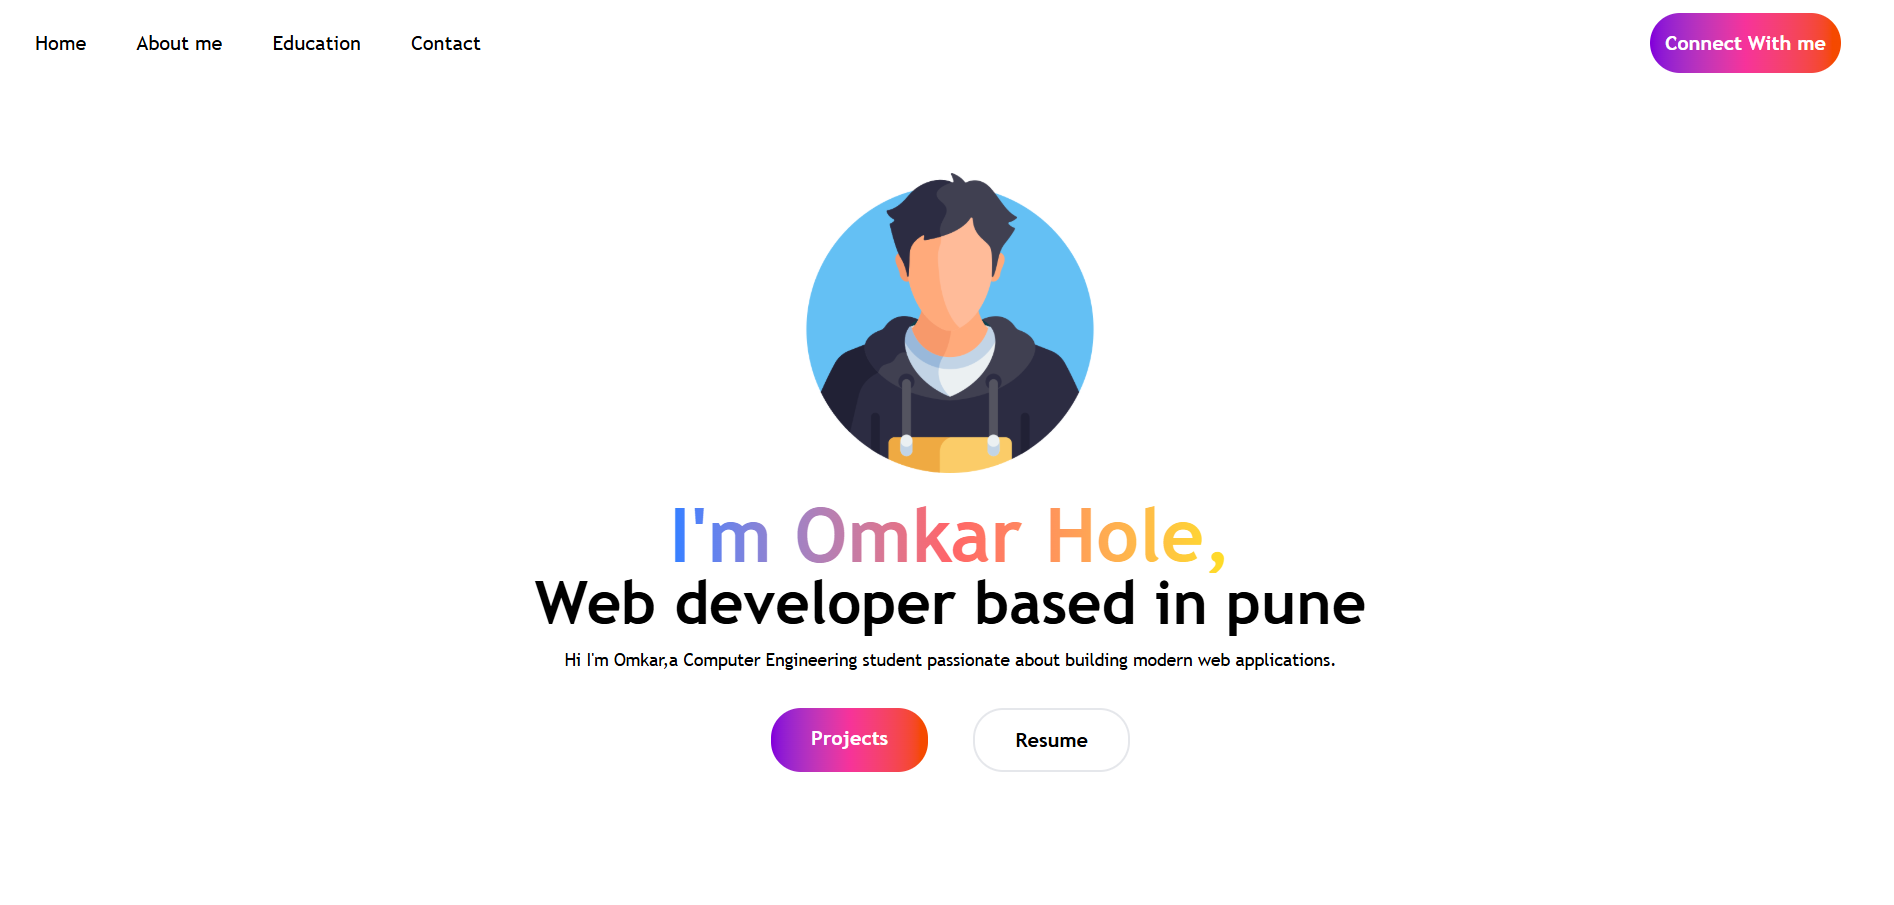 Home About me Education Contact Connect With me
I'm Omkar Hole,
Web developer based in pune
Hi I'm Omkar,a Computer Engineering student passionate about building modern web applications.
Projects Resume